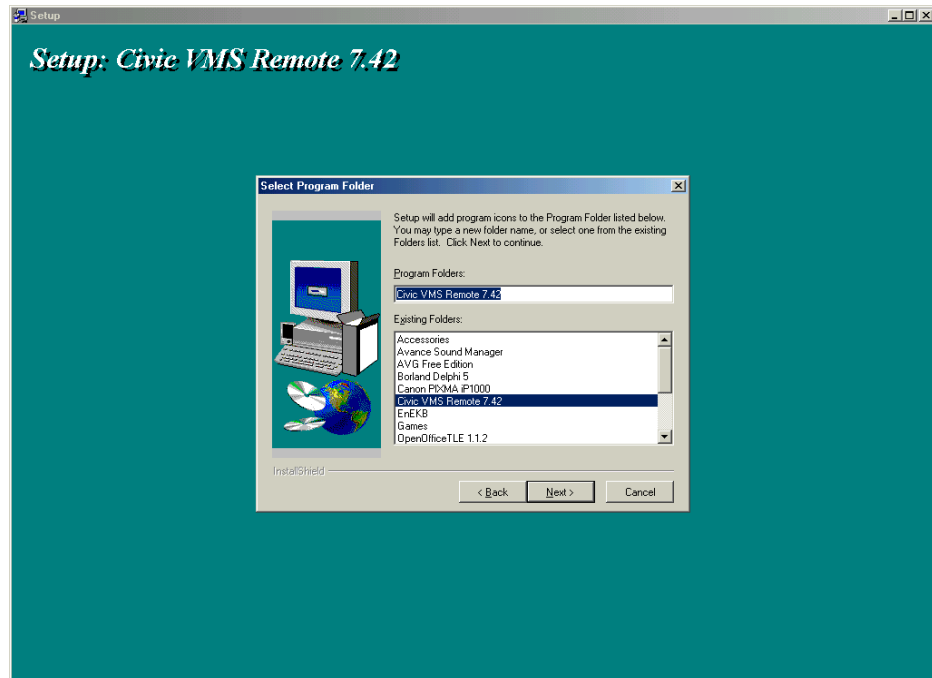 Setup
Setup: Civic VMS Remote 7.42
Select Program Folder
Setup will add program icons to the Program Folder listed below.
You may type a new folder name, or select one from the existing
Folders list. Click Next to continue.
Program Folders:
Civic VMS Remote 7.42
Existing Folders:
Accessories
Avance Sound Manager
AVG Free Edition
Borland Delphi 5
Canon PIXMA iP1000
Civic VMS Remote 7.42
EnEKB
Games
OpenOfficeTLE 1.1.2
InstallShield
< Back Next > Cancel